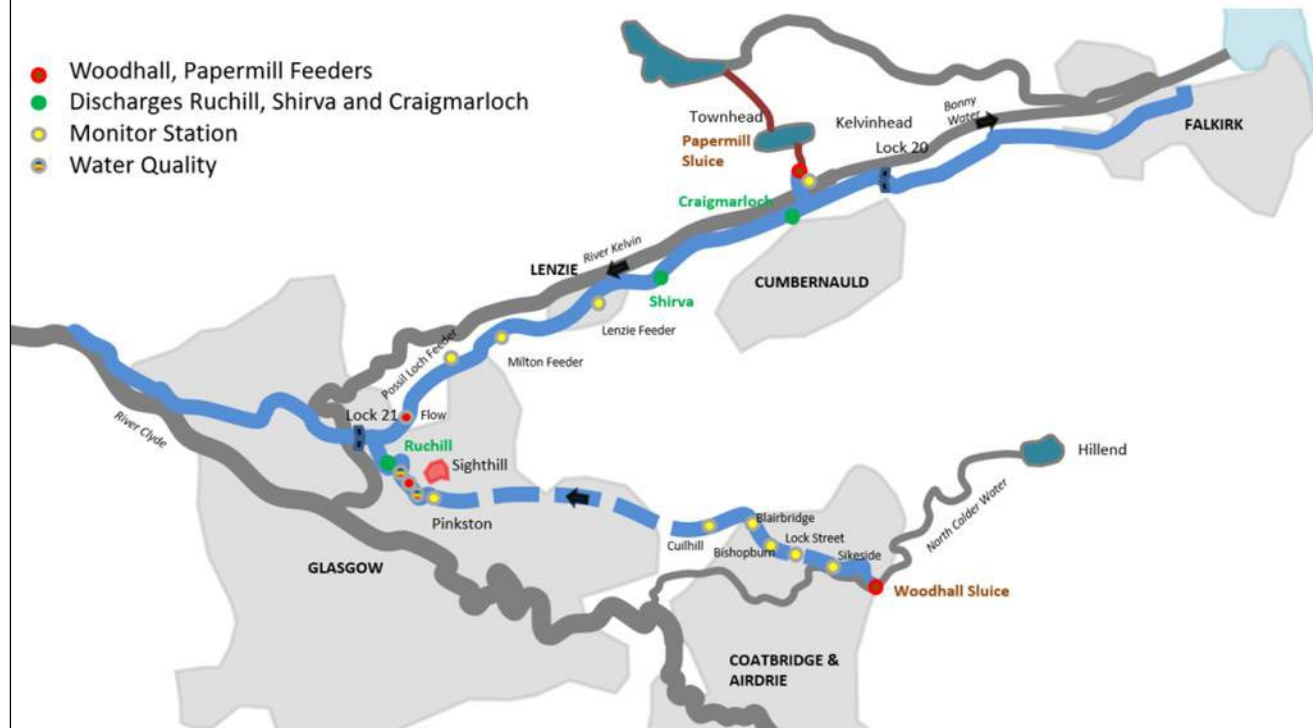 Woodhall, Papermill Feeders
Discharges Ruchill, Shirva and Craigmarloch
Monitor Station
Water Quality
Townhead
Papermill
Sluice
Kelvinhead
Bonny
Water
Lock 20
FALKIRK
Craigmarloch
River Kelvin
LENZIE
CUMBERNAULD
Shirva
Lenzie Feeder
Possil Loch Feeder
Milton Feeder
River Clyde
Lock 21
Flow
Ruchill
Sighthill
Hillend
North Calder Water
Pinkston
Blairbridge
Cuilhill
Bishopburn
Lock Street
Sikeside
GLASGOW
Woodhall Sluice
COATBRIDGE &
AIRDRIE